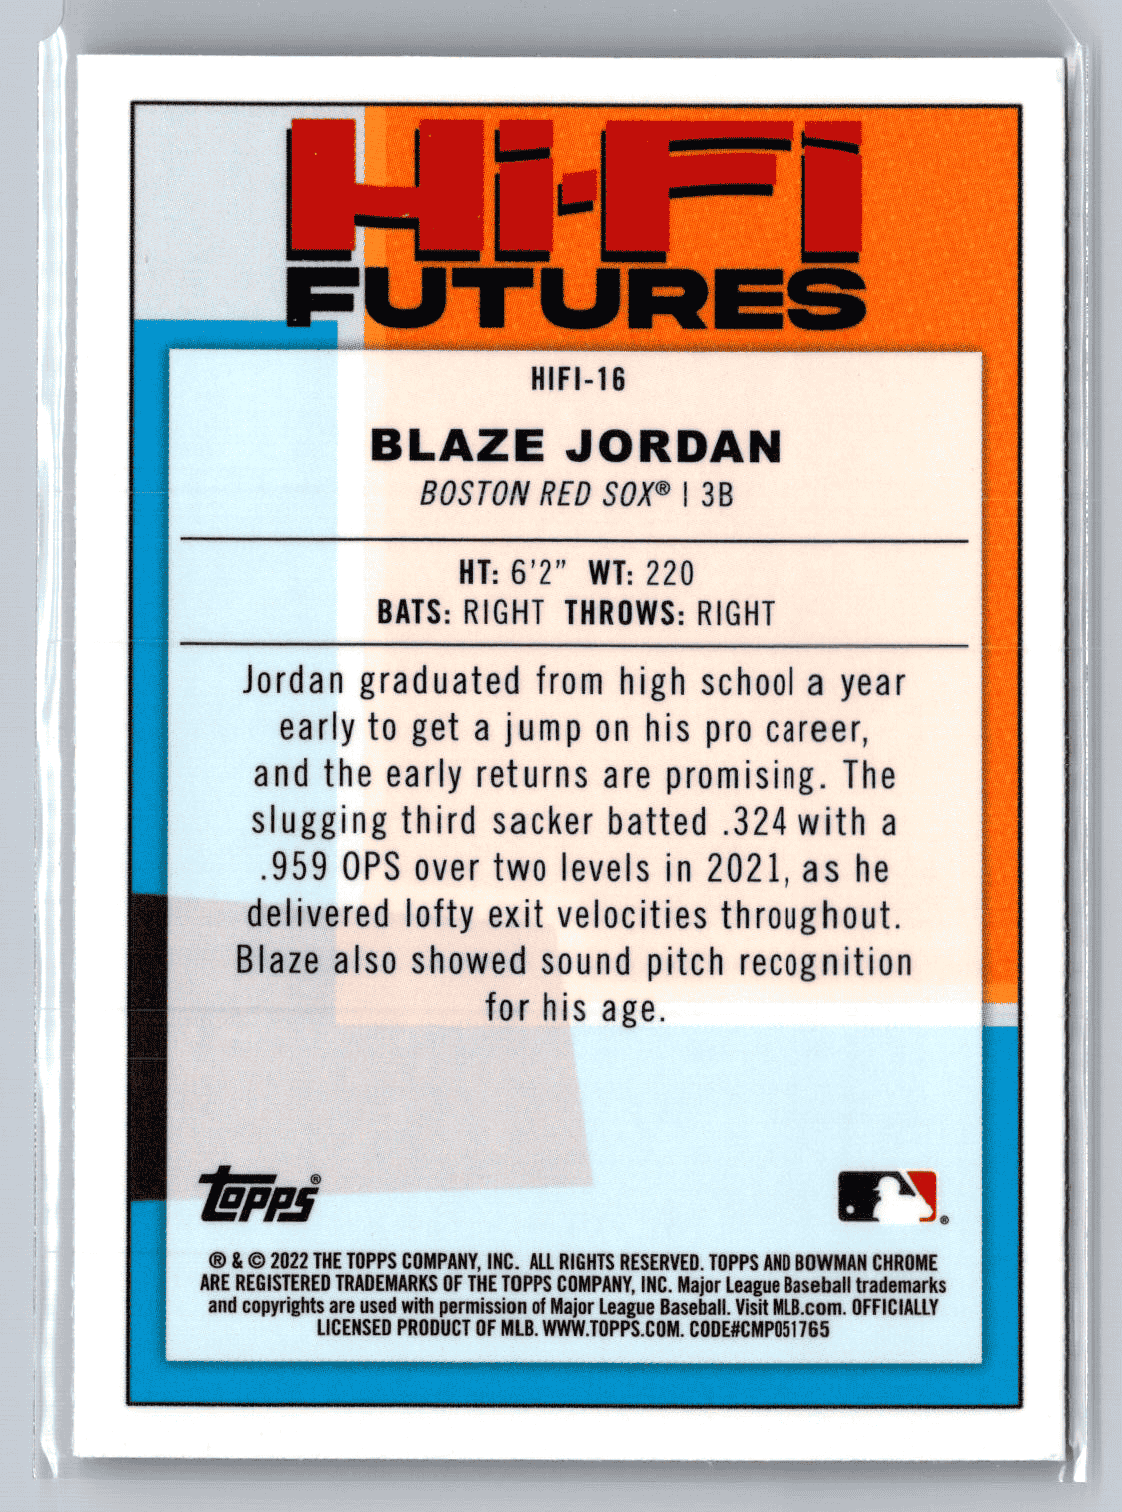 Hi-Fi
FUTURES
HIFI-16
BLAZE JORDAN
BOSTON RED SOX® | 3B
HT: 6'2" WT: 220
BATS: RIGHT THROWS: RIGHT
Jordan graduated from high school a year
early to get a jump on his pro career,
and the early returns are promising. The
slugging third sacker batted .324 with a
.959 OPS over two levels in 2021, as he
delivered lofty exit velocities throughout.
Blaze also showed sound pitch recognition
for his age.
topps®
®
® & © 2022 THE TOPPS COMPANY, INC. ALL RIGHTS RESERVED. TOPPS AND BOWMAN CHROME
ARE REGISTERED TRADEMARKS OF THE TOPPS COMPANY, INC. Major League Baseball trademarks
and copyrights are used with permission of Major League Baseball. Visit MLB.com. OFFICIALLY
LICENSED PRODUCT OF MLB. WWW.TOPPS.COM. CODE#CMP051765